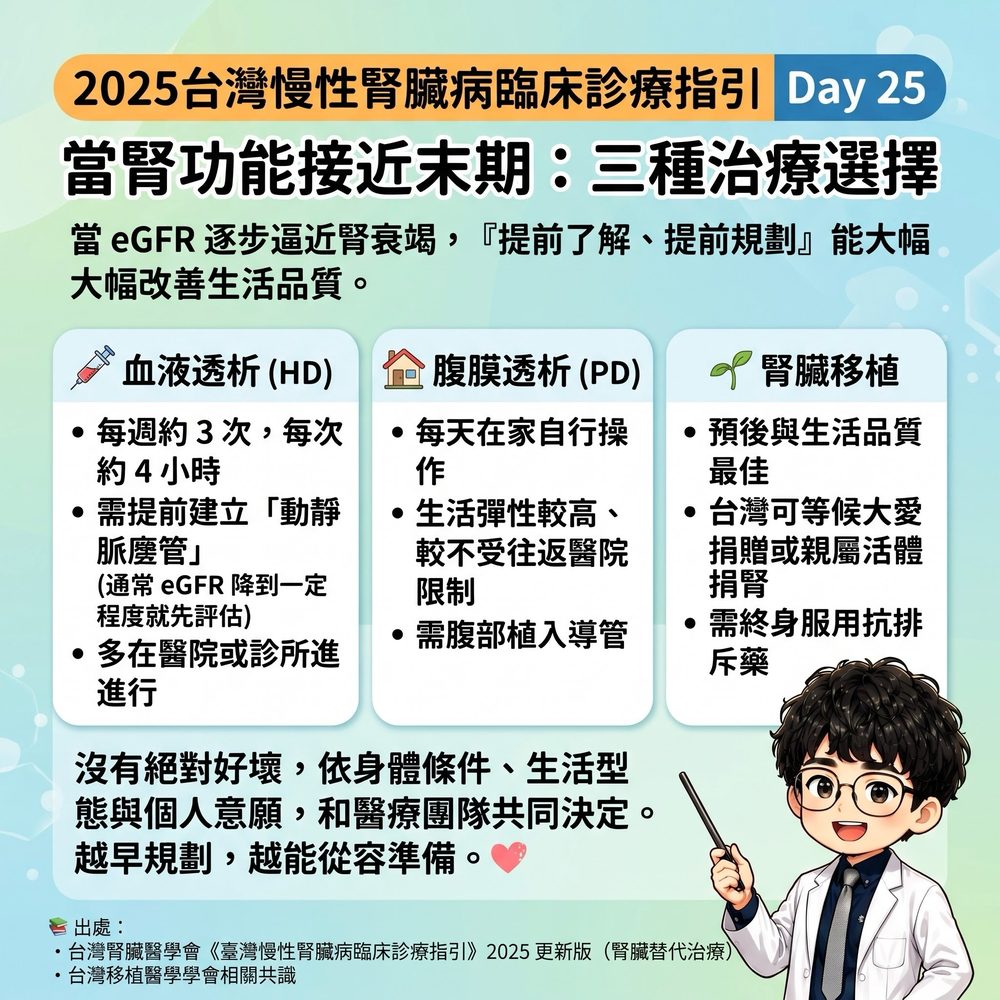 2025台灣慢性腎臟病臨床診療指引 Day 25
當腎功能接近末期：三種治療選擇
當 eGFR 逐步逼近腎衰竭，『提前了解、提前規劃』能大幅
大幅改善生活品質。
血液透析 (HD)
• 每週約 3 次，每次
約 4 小時
• 需提前建立「動靜
脈廔管」
(通常 eGFR 降到一定
程度就先評估)
• 多在醫院或診所進
進行
腹膜透析 (PD)
• 每天在家自行操
作
• 生活彈性較高、
較不受往返醫院
限制
• 需腹部植入導管
腎臟移植
• 預後與生活品質
最佳
• 台灣可等候大愛
捐贈或親屬活體
捐腎
• 需終身服用抗排
斥藥
沒有絕對好壞，依身體條件、生活型
態與個人意願，和醫療團隊共同決定。
越早規劃，越能從容準備。
出處：
・台灣腎臟醫學會《臺灣慢性腎臟病臨床診療指引》2025 更新版（腎臟替代治療）
・台灣移植醫學學會相關共識